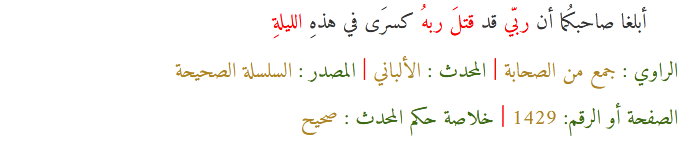 أبلغا صاحبكُما أن ربّي قد قتلَ ربهُ كسرَى في هذهِ الليلةِ
الراوي : جمع من الصحابة | المحدث : الألباني | المصدر : السلسلة الصحيحة
الصفحة أو الرقم: 1429 | خلاصة حكم المحدث : صحيح